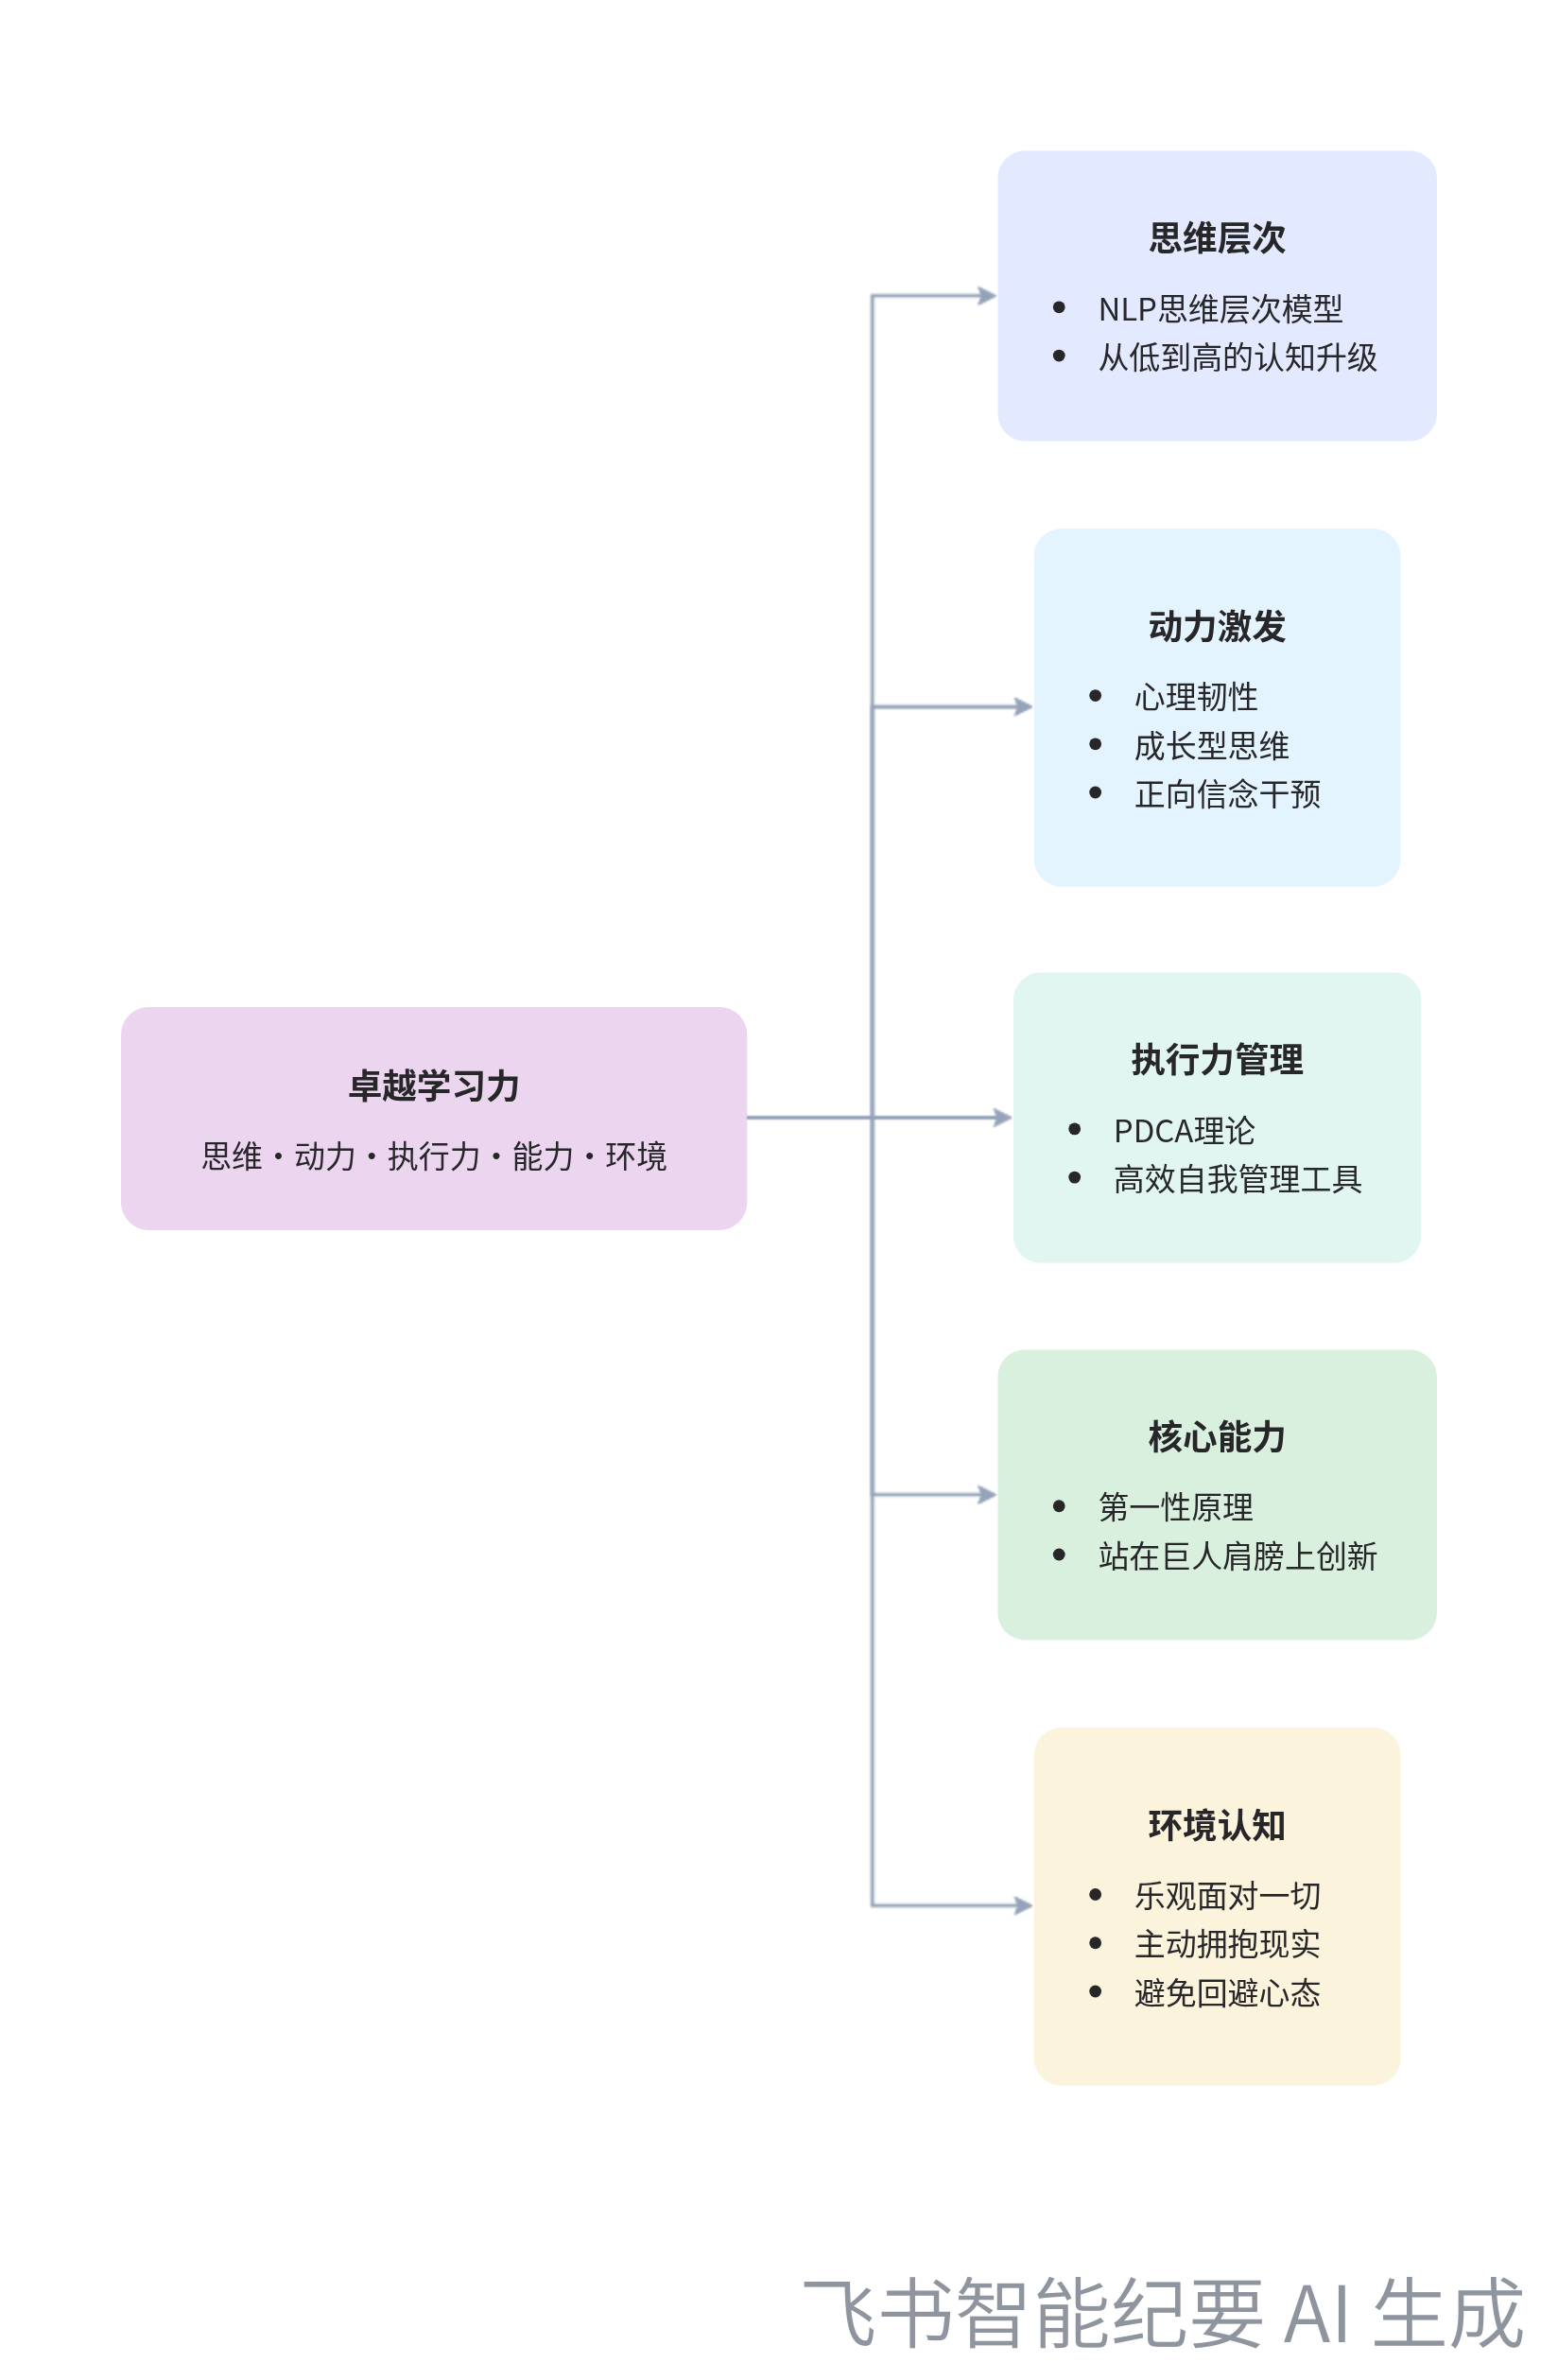 思维层次
• NLP思维层次模型
• 从低到高的认知升级
动力激发
• 心理韧性
• 成长型思维
• 正向信念干预
卓越学习力
思维・动力・执行力・能力・环境
执行力管理
• PDCA理论
• 高效自我管理工具
核心能力
• 第一性原理
• 站在巨人肩膀上创新
环境认知
• 乐观面对一切
• 主动拥抱现实
• 避免回避心态
飞书智能纪要 AI 生成